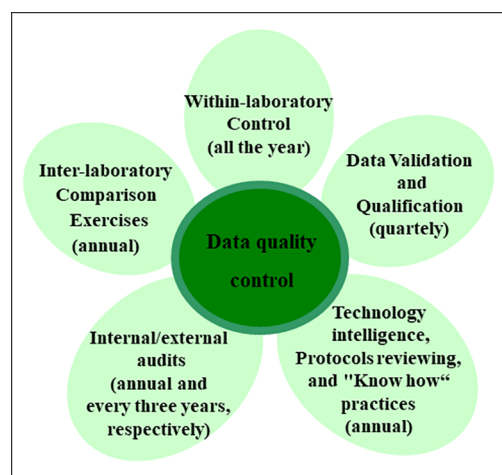 Within-laboratory
Control
(all the year)
Data Validation
and
Qualification
(quartely)
Technology
intelligence,
Protocols reviewing,
and "Know how“
practices
(annual)
Internal/external
audits
(annual and
every three years,
respectively)
Inter-laboratory
Comparison
Exercises
(annual)
Data quality
control